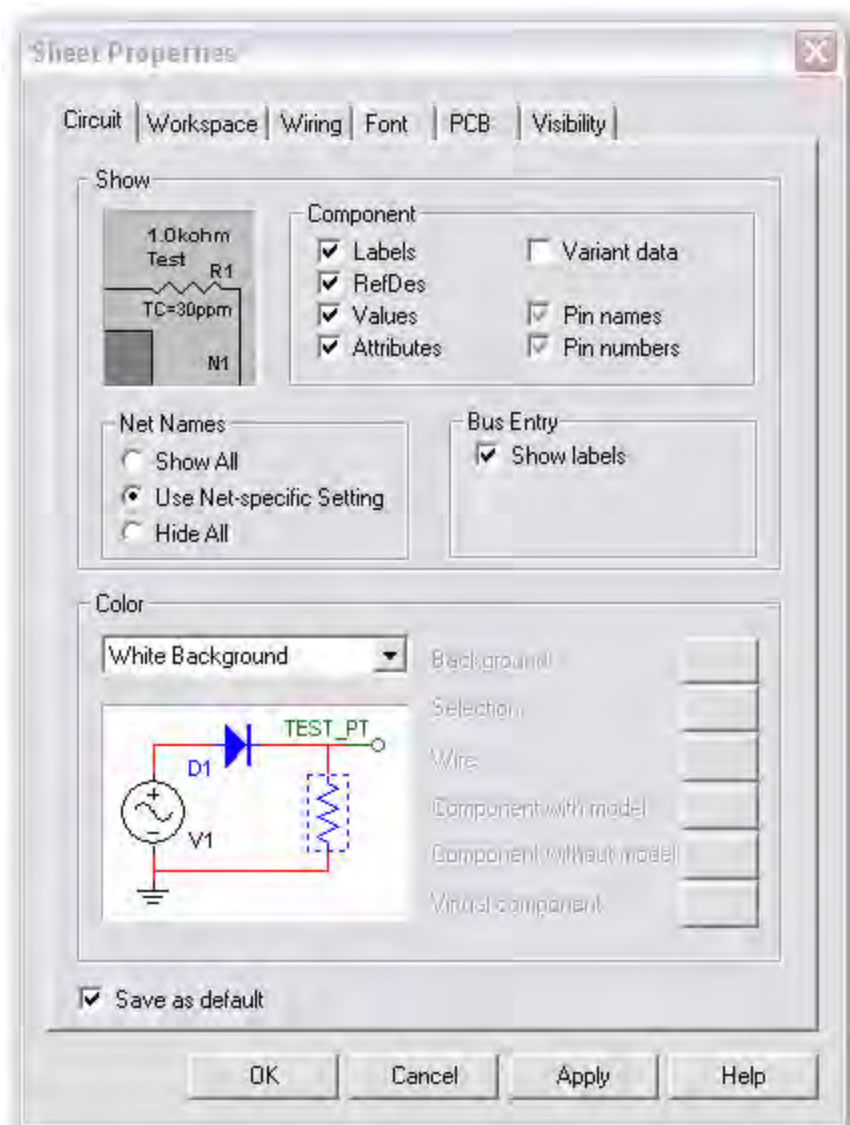 Sheet Properties
Circuit Workspace Wiring Font PCB Visibility
Show
1.0kohm
Test
R1
TC=30ppm
N1
Component
Labels
RefDes
Values
Attributes
Variant data
Pin names
Pin numbers
Net Names
Show All
Use Net-specific Setting
Hide All
Bus Entry
Show labels
Color
White Background
TEST_PT
D1
V1
Background
Selection
Wire
Component with model
Component without model
Virtual component
Save as default
OK Cancel Apply Help